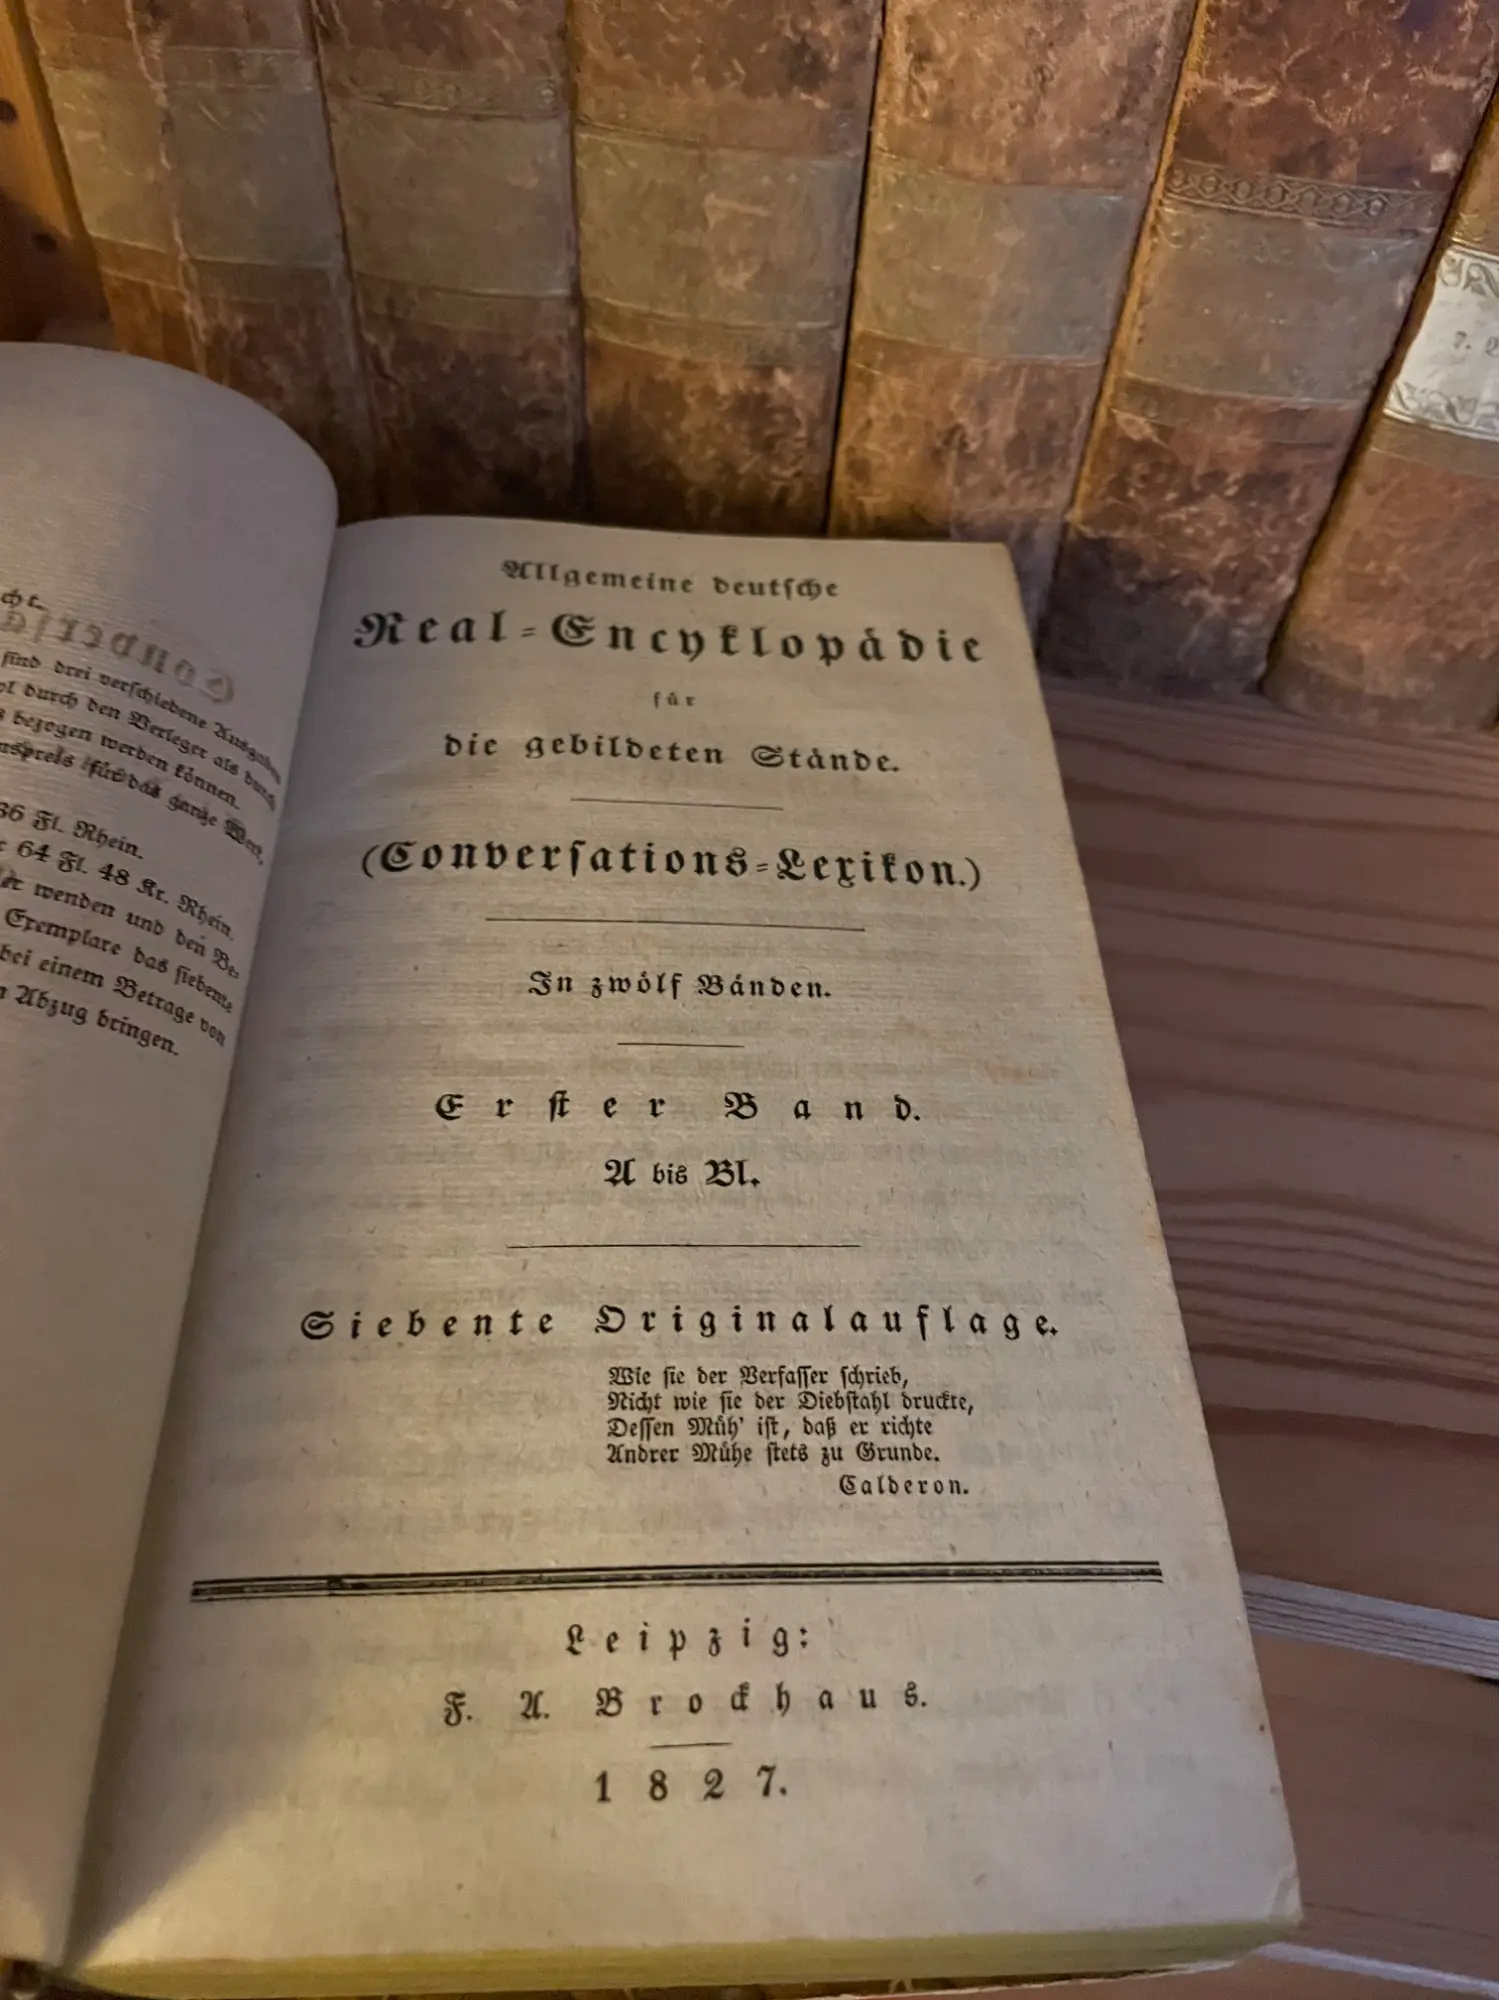 cht.
sind drei verschiedene Ausgaben
durch den Verleger als durch
bezogen werden können.
für das ganze Werk,
36 Fl. Rhein.
64 Fl. 48 Kr. Rhein.
wenden und den Be-
Exemplare das siebente
bei einem Betrage von
Abzug bringen.
Allgemeine deutsche
Real-Encyklopädie
für
die gebildeten Stände.
(Conversations-Lexikon.)
In zwölf Bänden.
Erster Band.
A bis Bl.
Siebente Originalauflage.
Wie sie der Verfasser schrieb,
Nicht wie sie der Diebstahl druckte,
Dessen Müh' ist, daß er richte
Andrer Mühe stets zu Grunde.
Calderon.
Leipzig:
F. A. Brockhaus.
1827.
7.